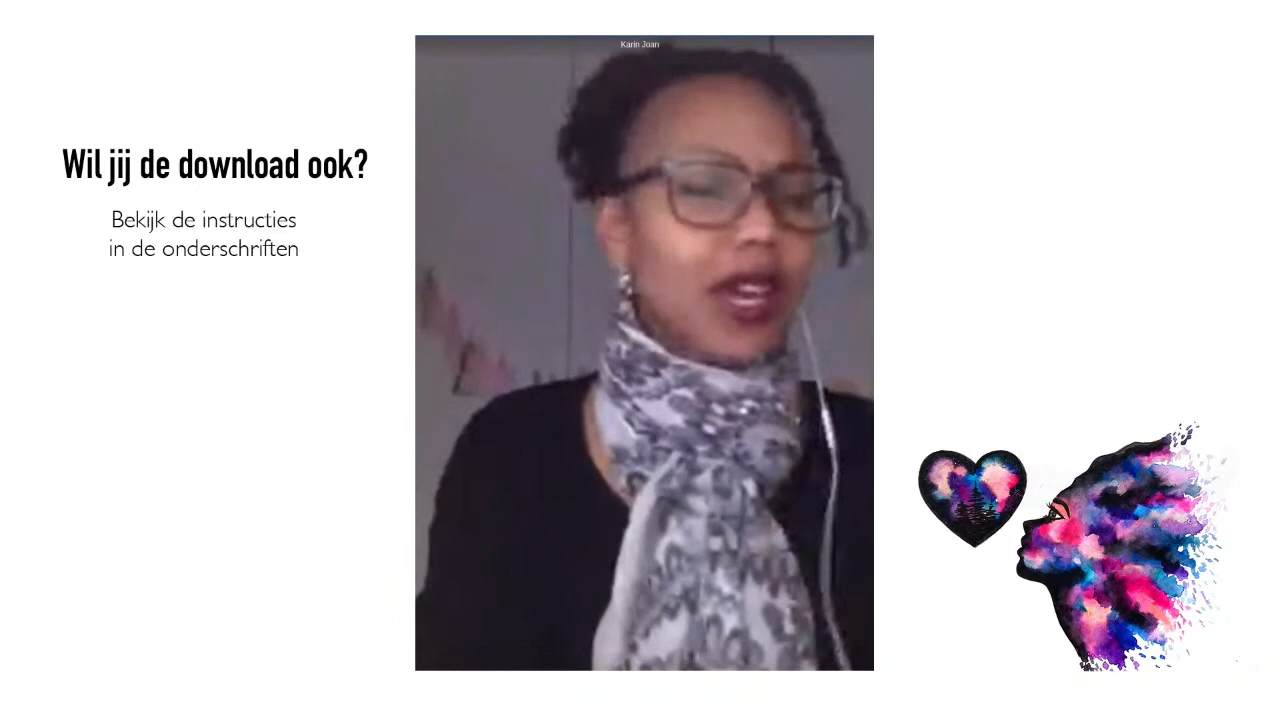 Karin Joan
Wil jij de download ook?
Bekijk de instructies
in de onderschriften